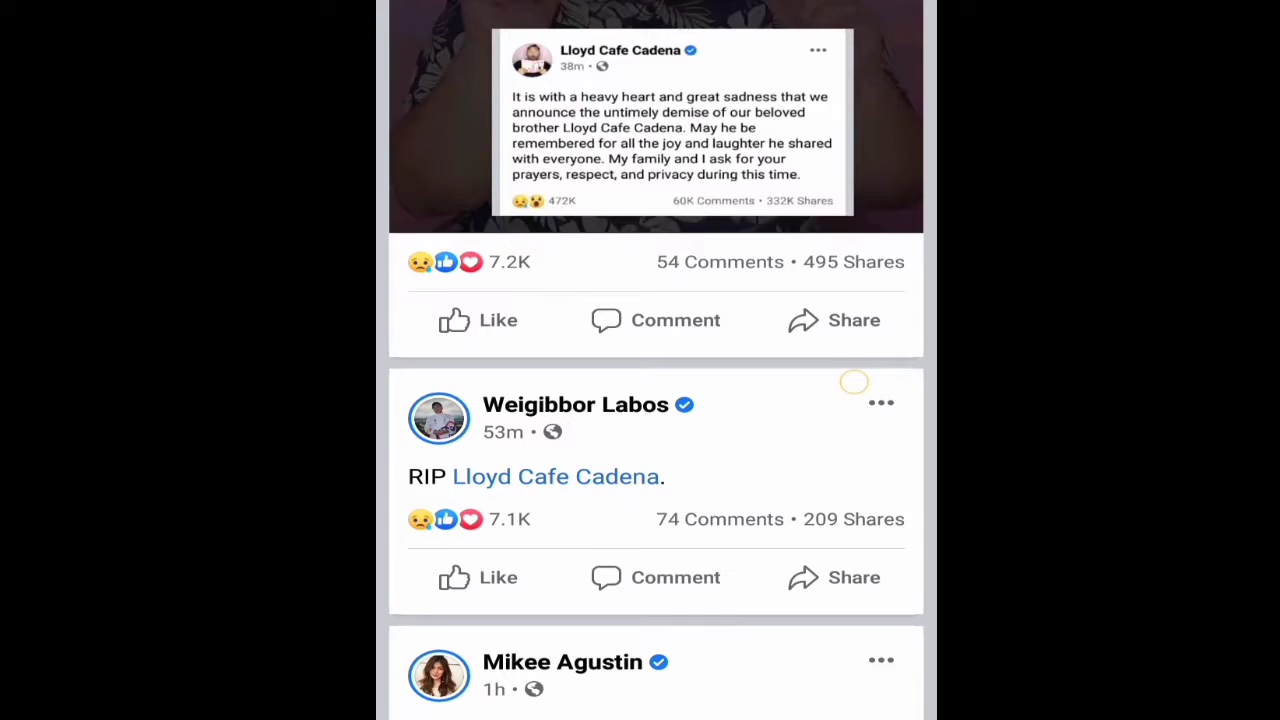 Lloyd Cafe Cadena
38m •
It is with a heavy heart and great sadness that we
announce the untimely demise of our beloved
brother Lloyd Cafe Cadena. May he be
remembered for all the joy and laughter he shared
with everyone. My family and I ask for your
prayers, respect, and privacy during this time.
472K 60K Comments • 332K Shares
7.2K 54 Comments • 495 Shares
Like Comment Share
Weigibbor Labos
53m •
RIP Lloyd Cafe Cadena.
7.1K 74 Comments • 209 Shares
Like Comment Share
Mikee Agustin
1h •